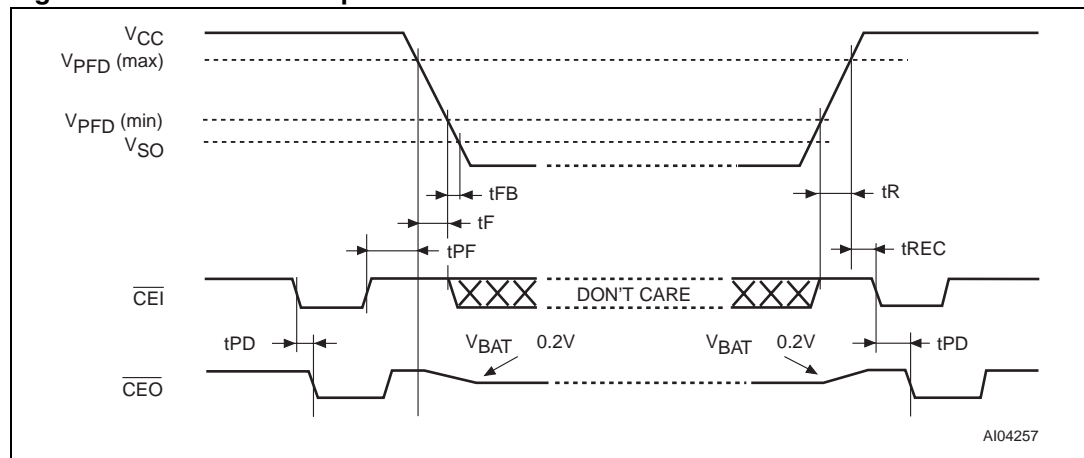 VCC
VPFD (max)
VPFD (min)
VSO
tFB
tF
tPF
tR
tREC
CEI
DON'T CARE
tPD
VBAT 0.2V
VBAT 0.2V
tPD
CEO
AI04257